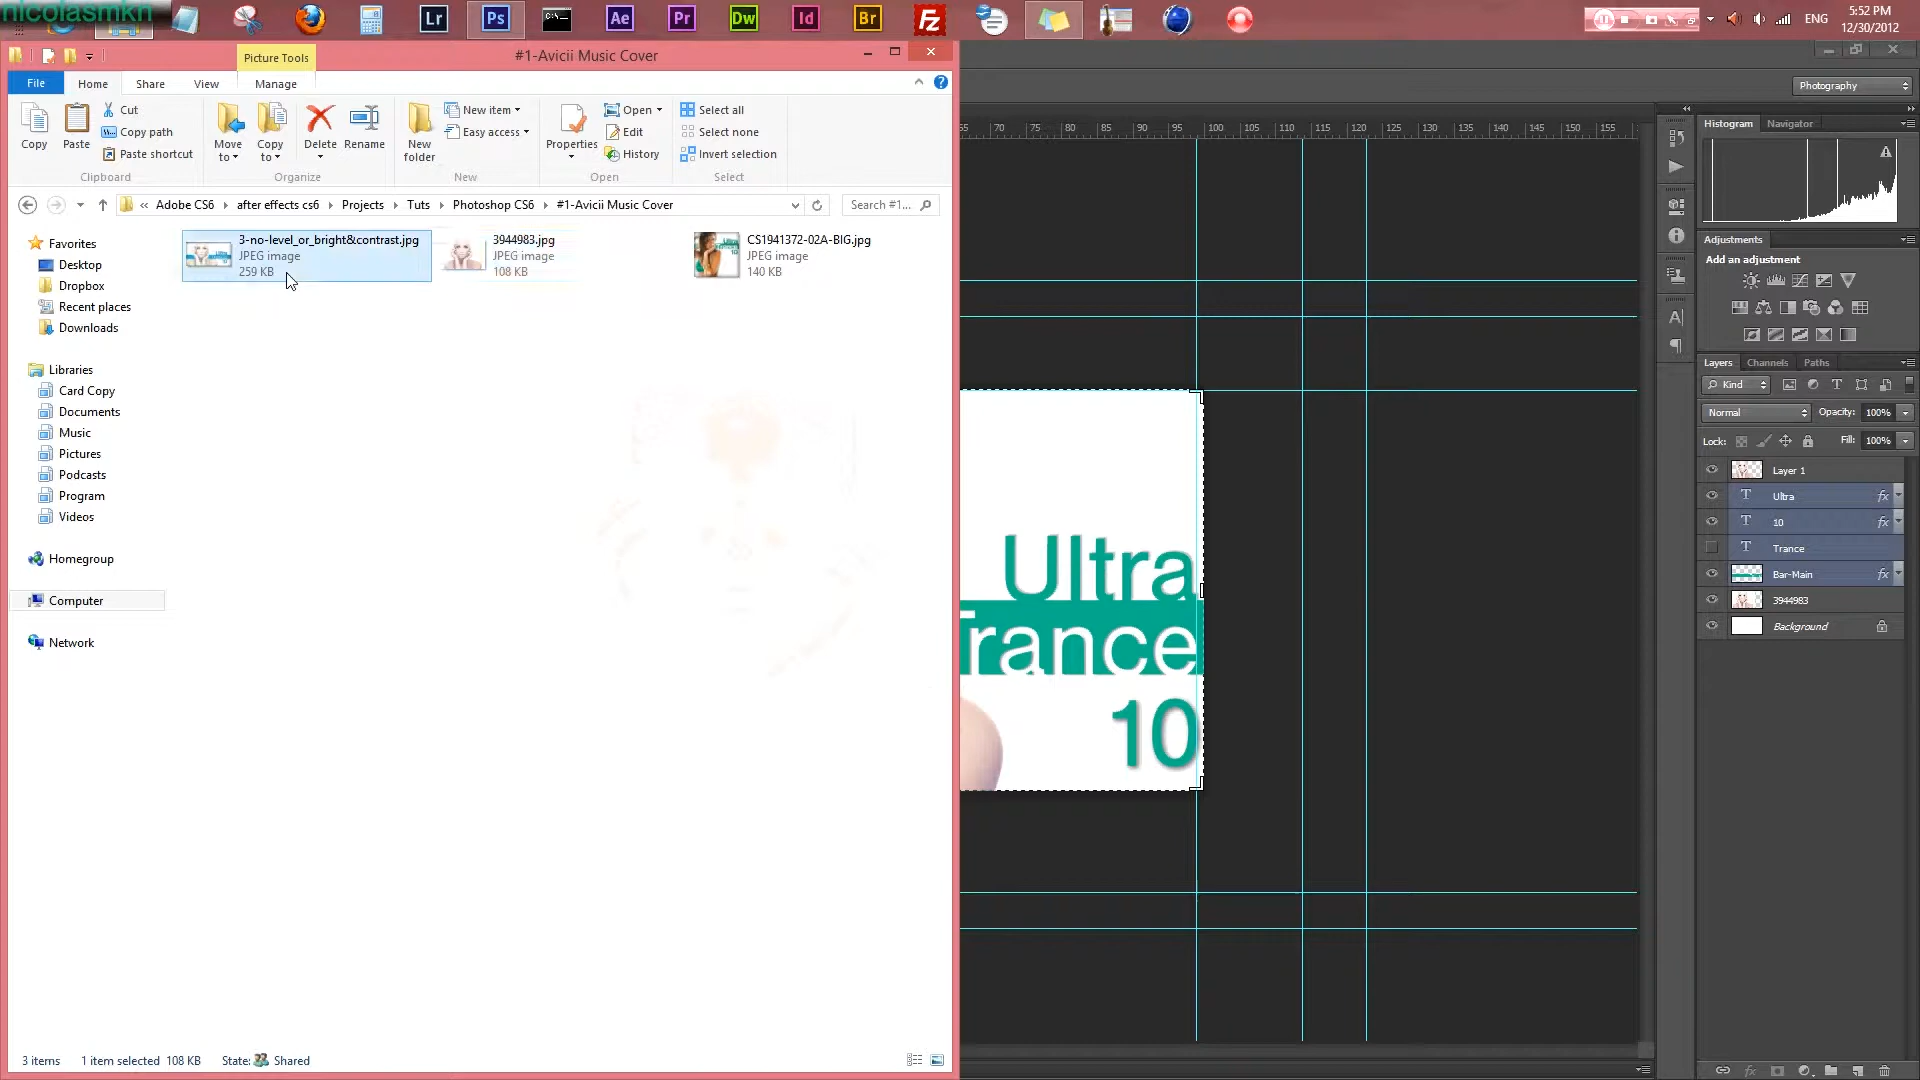 nicolasmkn
Lr
Ps
Ae
Pr
Dw
Id
Br
Fz
ENG
5:52 PM
12/30/2012
Picture Tools
#1-Avicii Music Cover
File
Home
Share
View
Manage
Copy
Paste
Cut
Copy path
Paste shortcut
Clipboard
Move to
Copy to
Delete
Rename
Organize
New folder
New item
Easy access
New
Properties
Open
Edit
History
Open
Select all
Select none
Invert selection
Select
« Adobe CS6 after effects cs6 Projects Tuts Photoshop CS6 #1-Avicii Music Cover
Search #1...
Favorites
Desktop
Dropbox
Recent places
Downloads
Libraries
Card Copy
Documents
Music
Pictures
Podcasts
Program
Videos
Homegroup
Computer
Network
3-no-level_or_bright&contrast.jpg
JPEG image
259 KB
3944983.jpg
JPEG image
108 KB
CS1941372-02A-BIG.jpg
JPEG image
140 KB
3 items 1 item selected 108 KB State: Shared
Photography
65 70 75 80 85 90 95 100 105 110 115 120 125 130 135 140 145 150 155
Ultra
Trance
10
Histogram
Navigator
Adjustments
Add an adjustment
Layers
Channels
Paths
Kind
Normal
Opacity: 100%
Lock:
Fill: 100%
Layer 1
T Ultra fx
T 10 fx
T Trance
Bar-Main fx
3944983
Background
fx